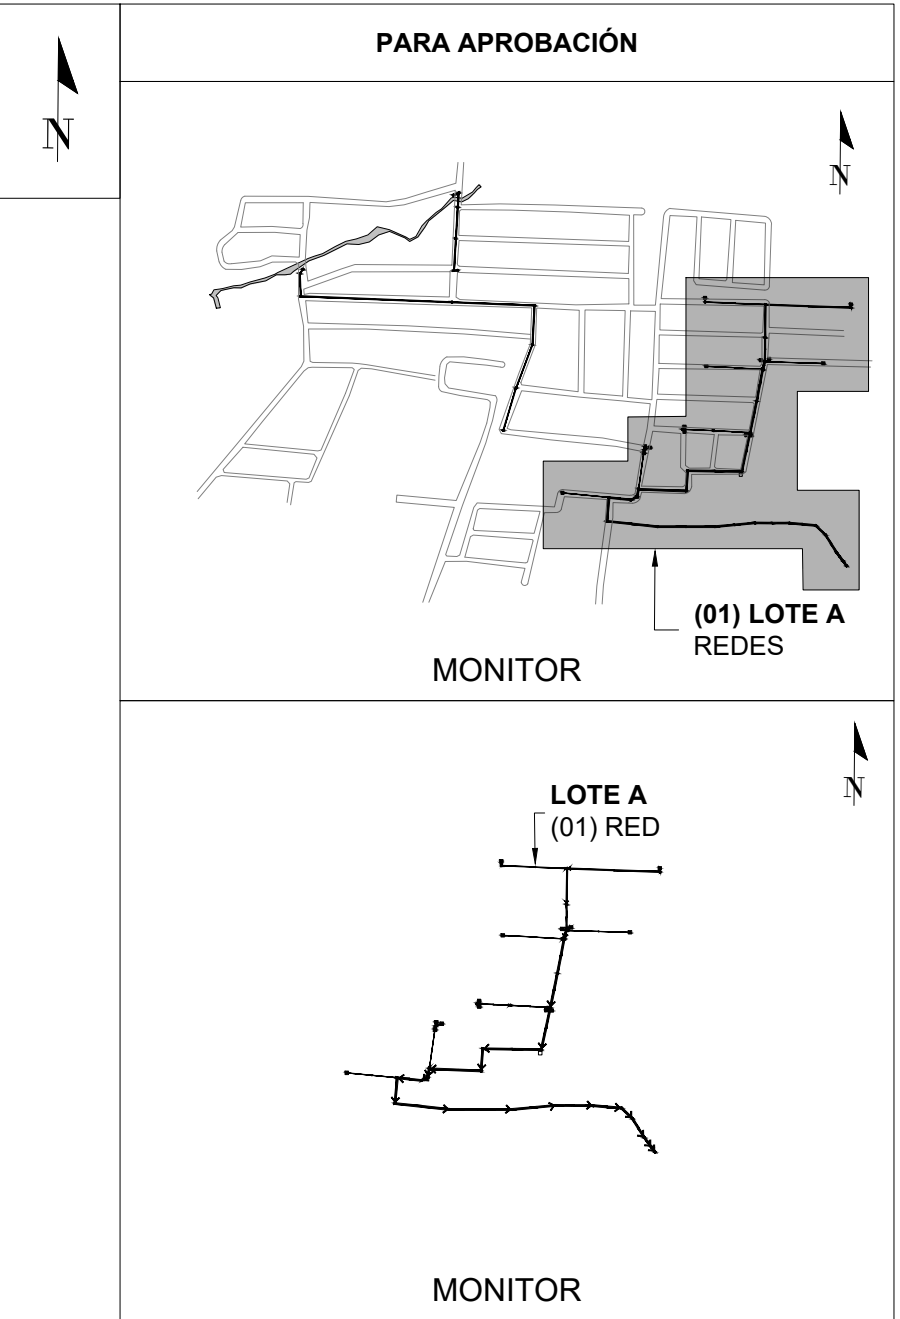 PARA APROBACIÓN
N
N
(01) LOTE A
REDES
MONITOR
N
LOTE A
(01) RED
MONITOR